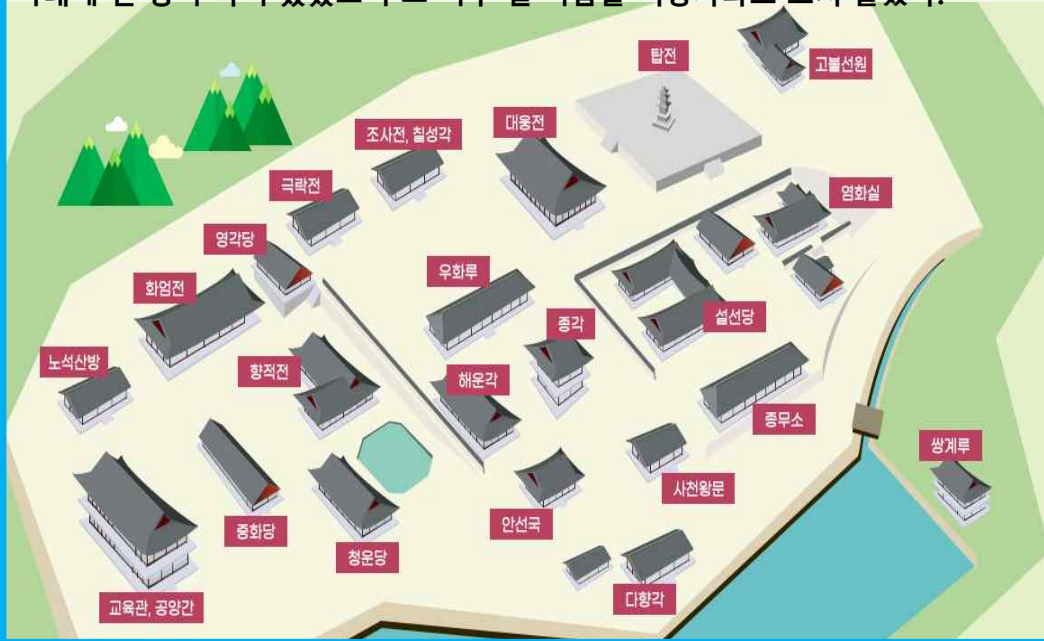 탑전
고불선원
대웅전
조사전, 칠성각
극락전
염화실
영각당
우화루
화엄전
종각
설선당
노석산방
향적전
해운각
종무소
쌍계루
사천왕문
안선국
중화당
청운당
다향각
교육관, 공양간